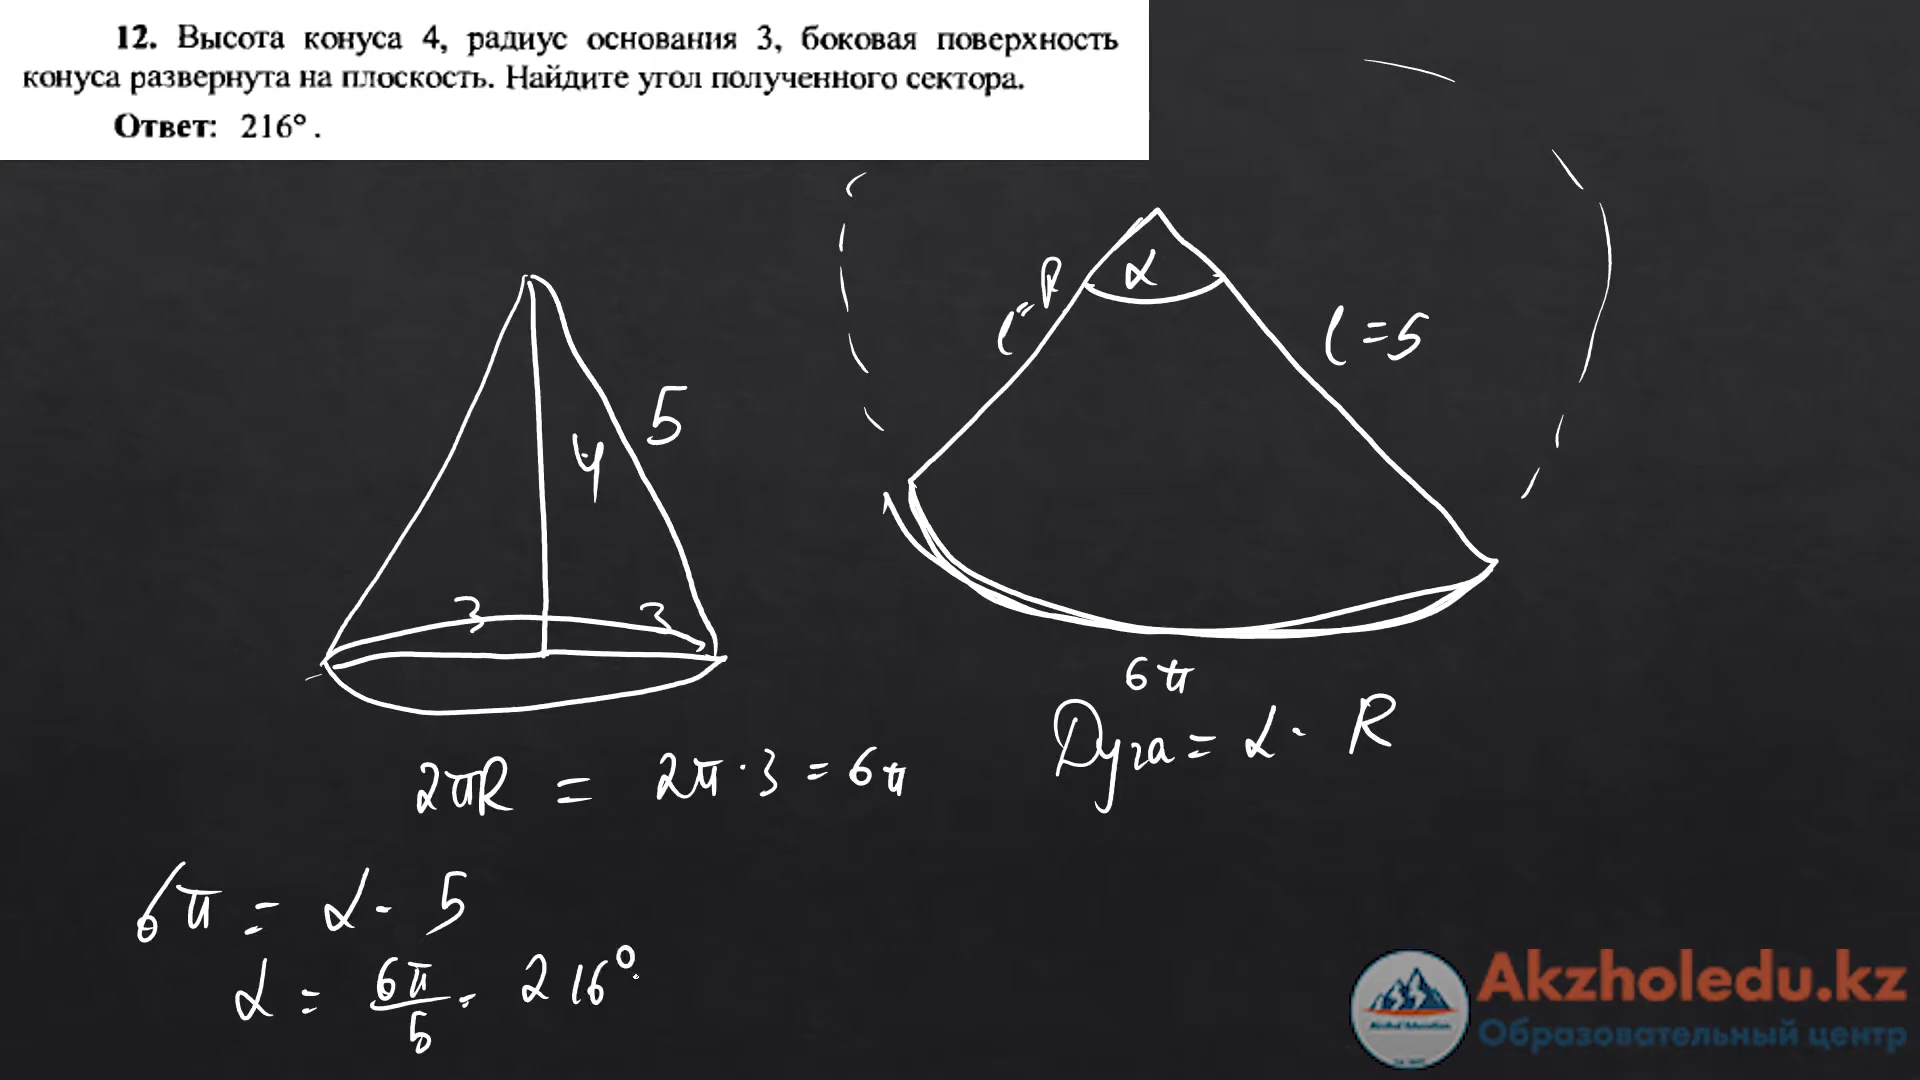 12. Высота конуса 4, радиус основания 3, боковая поверхность
конуса развернута на плоскость. Найдите угол полученного сектора.
Ответ: 216°.
α
l=R
l=5
5
4
3
3
6π
Дуга = α · R
2πR = 2π · 3 = 6π
6π = α · 5
α = 6π/5 = 216°
Akzholedu.kz
Образовательный центр